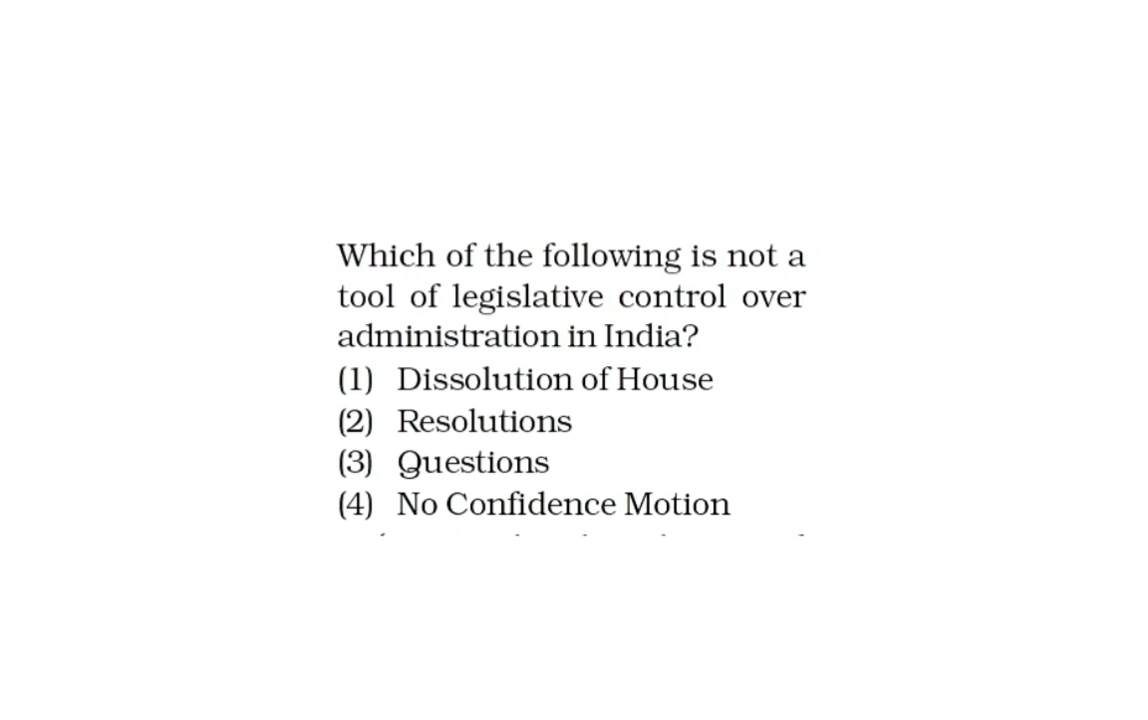 Which of the following is not a
tool of legislative control over
administration in India?
(1) Dissolution of House
(2) Resolutions
(3) Questions
(4) No Confidence Motion